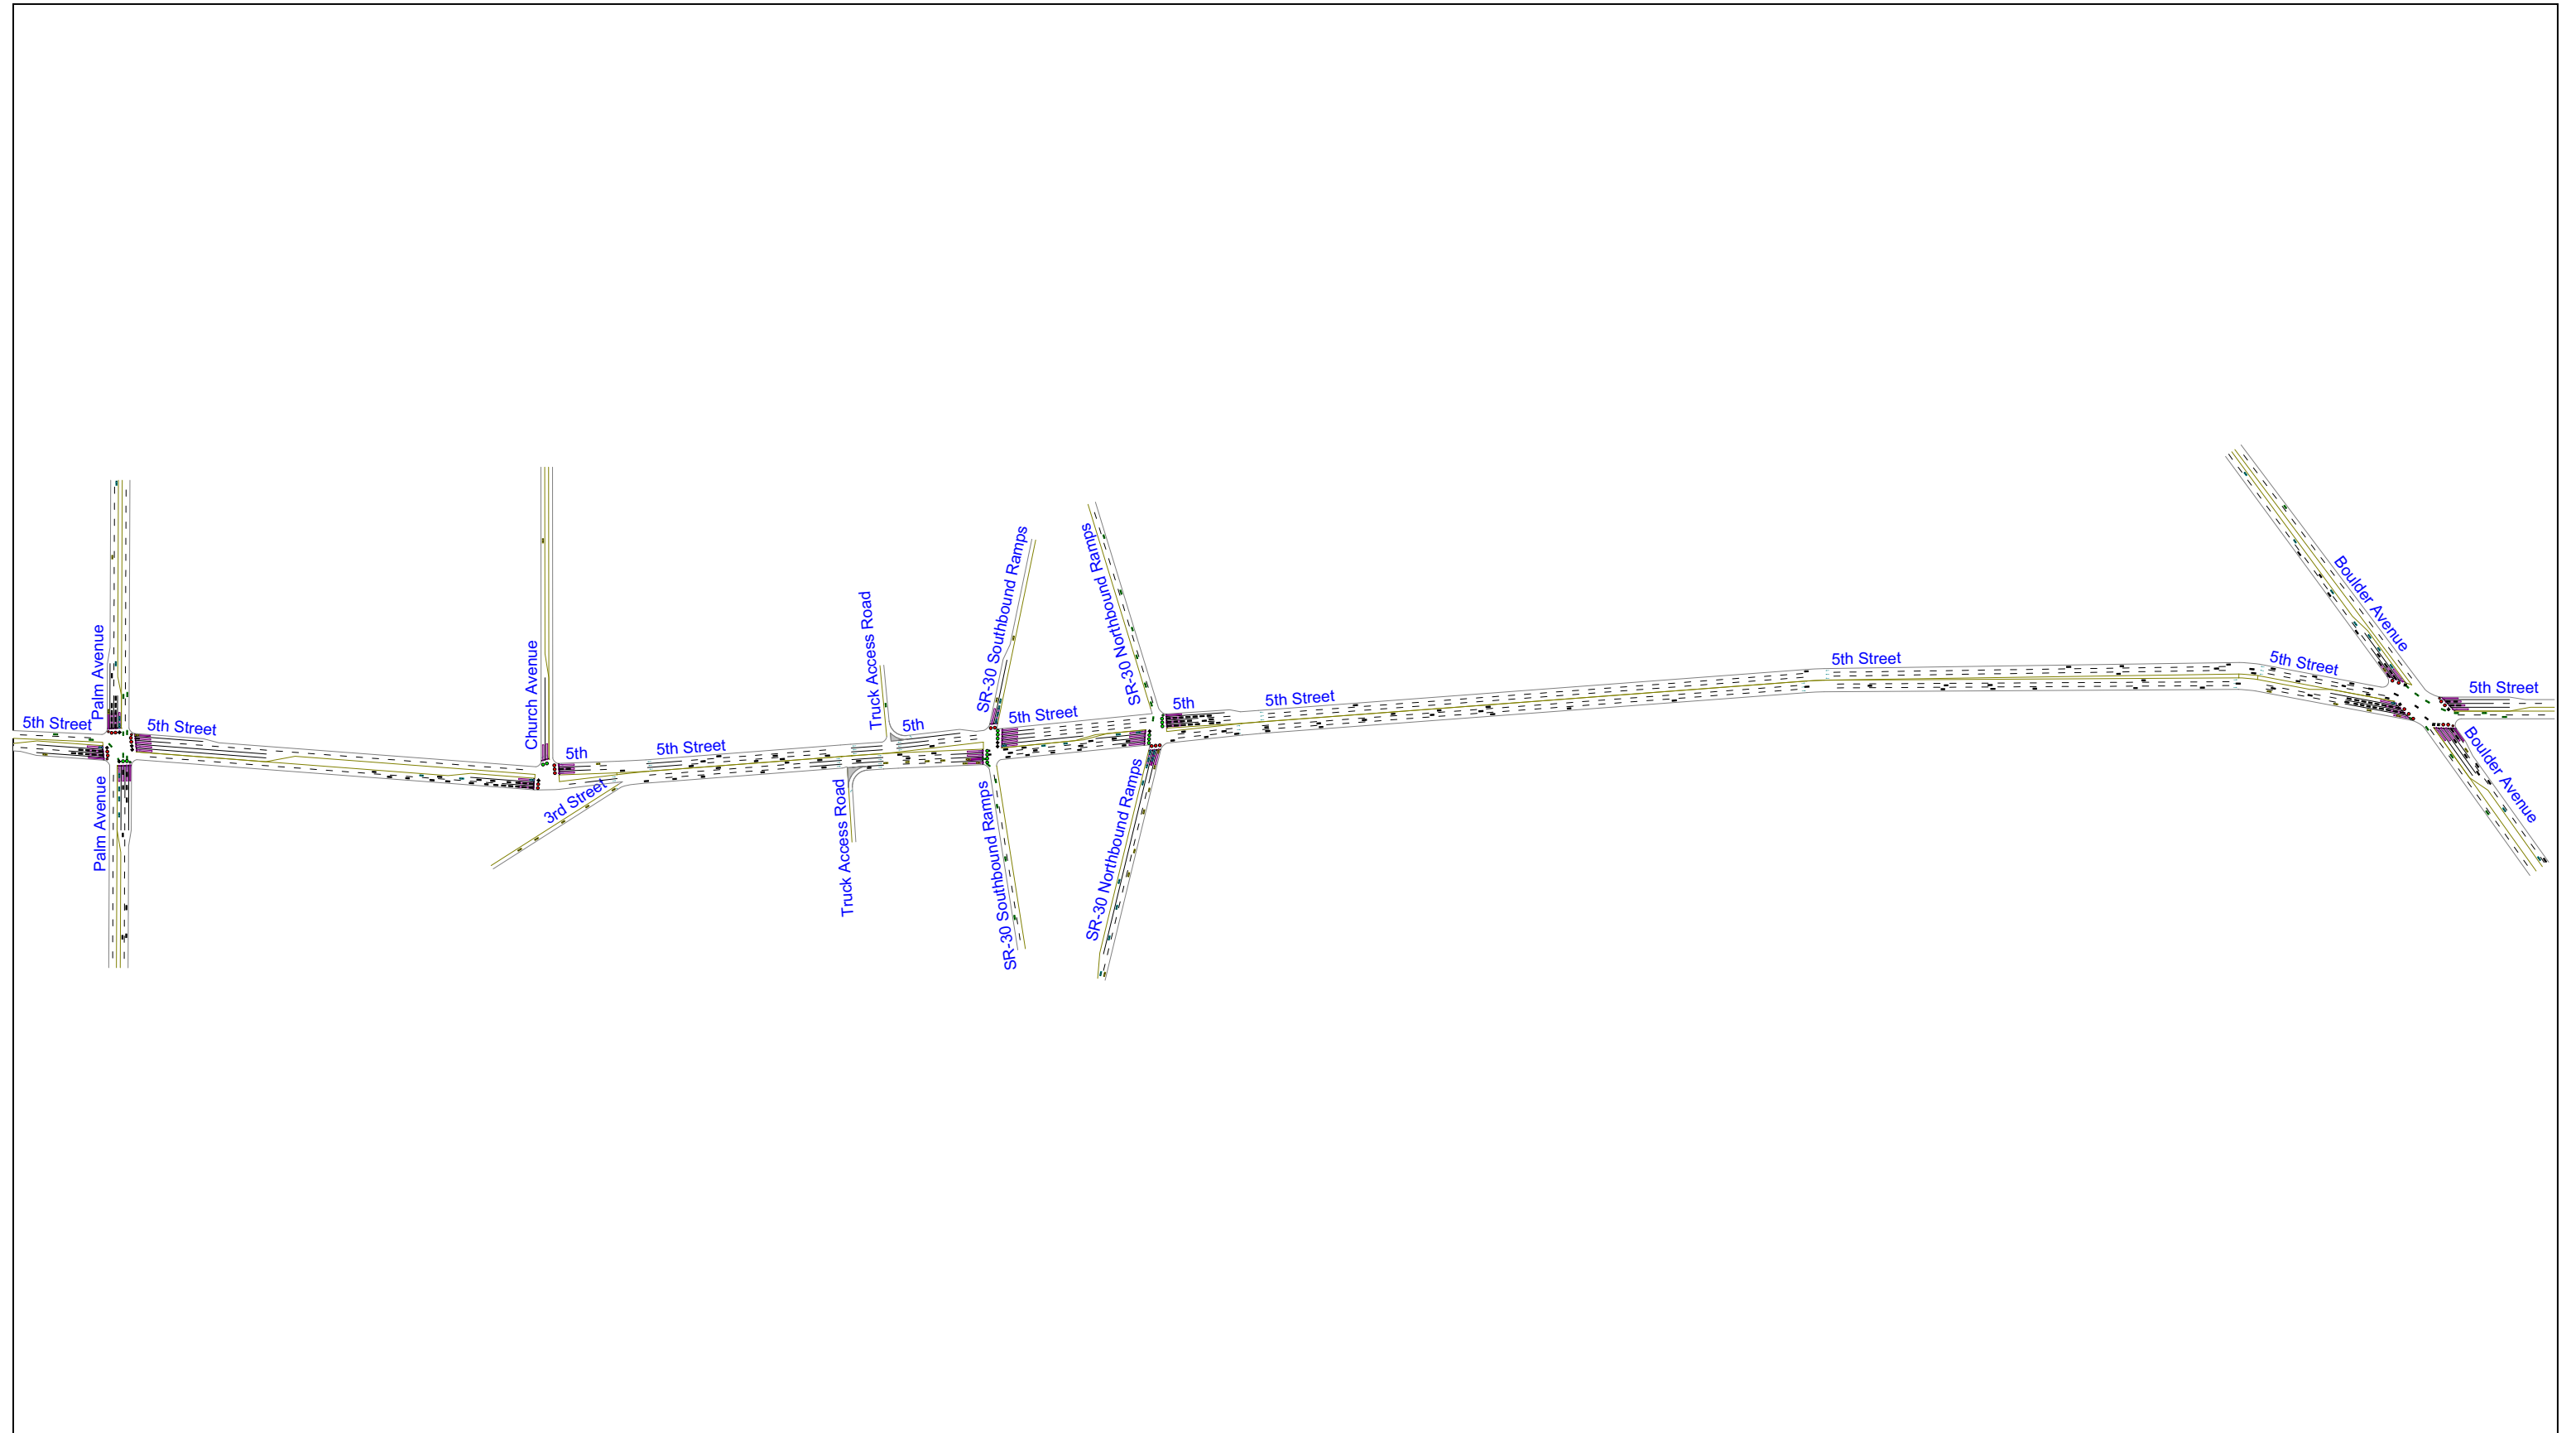 5th Street
Palm Avenue
Palm Avenue
5th Street
Church Avenue
5th
3rd Street
5th Street
Truck Access Road
Truck Access Road
5th
SR-30 Southbound Ramps
SR-30 Southbound Ramps
5th Street
SR-30 Northbound Ramps
SR-30 Northbound Ramps
5th
5th Street
5th Street
5th Street
Boulder Avenue
Boulder Avenue
5th Street